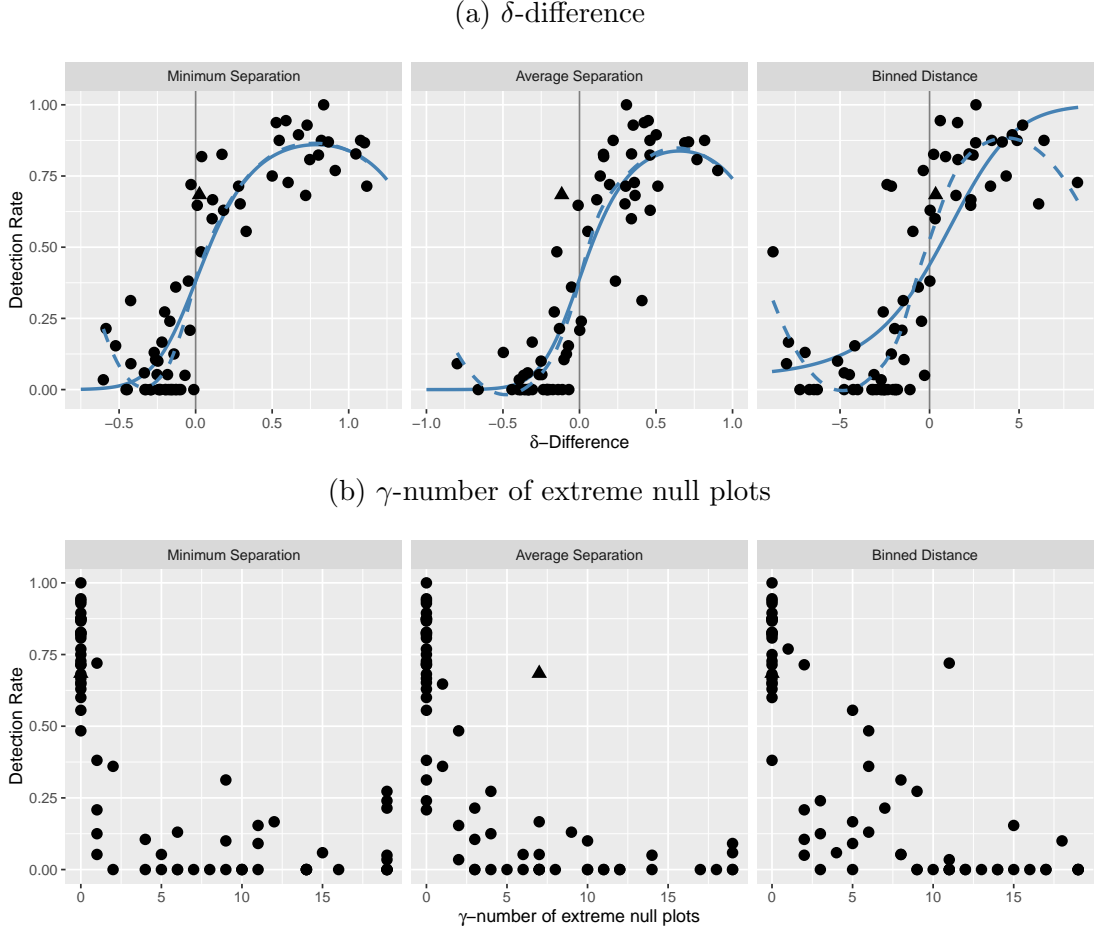 (a) δ-difference
Minimum Separation
Average Separation
Binned Distance
Detection Rate
1.00
0.75
0.50
0.25
0.00
−0.5 0.0 0.5 1.0
−1.0 −0.5 0.0 0.5 1.0
−5 0 5
δ−Difference
(b) γ-number of extreme null plots
Minimum Separation
Average Separation
Binned Distance
Detection Rate
1.00
0.75
0.50
0.25
0.00
0 5 10 15
0 5 10 15
0 5 10 15
γ−number of extreme null plots